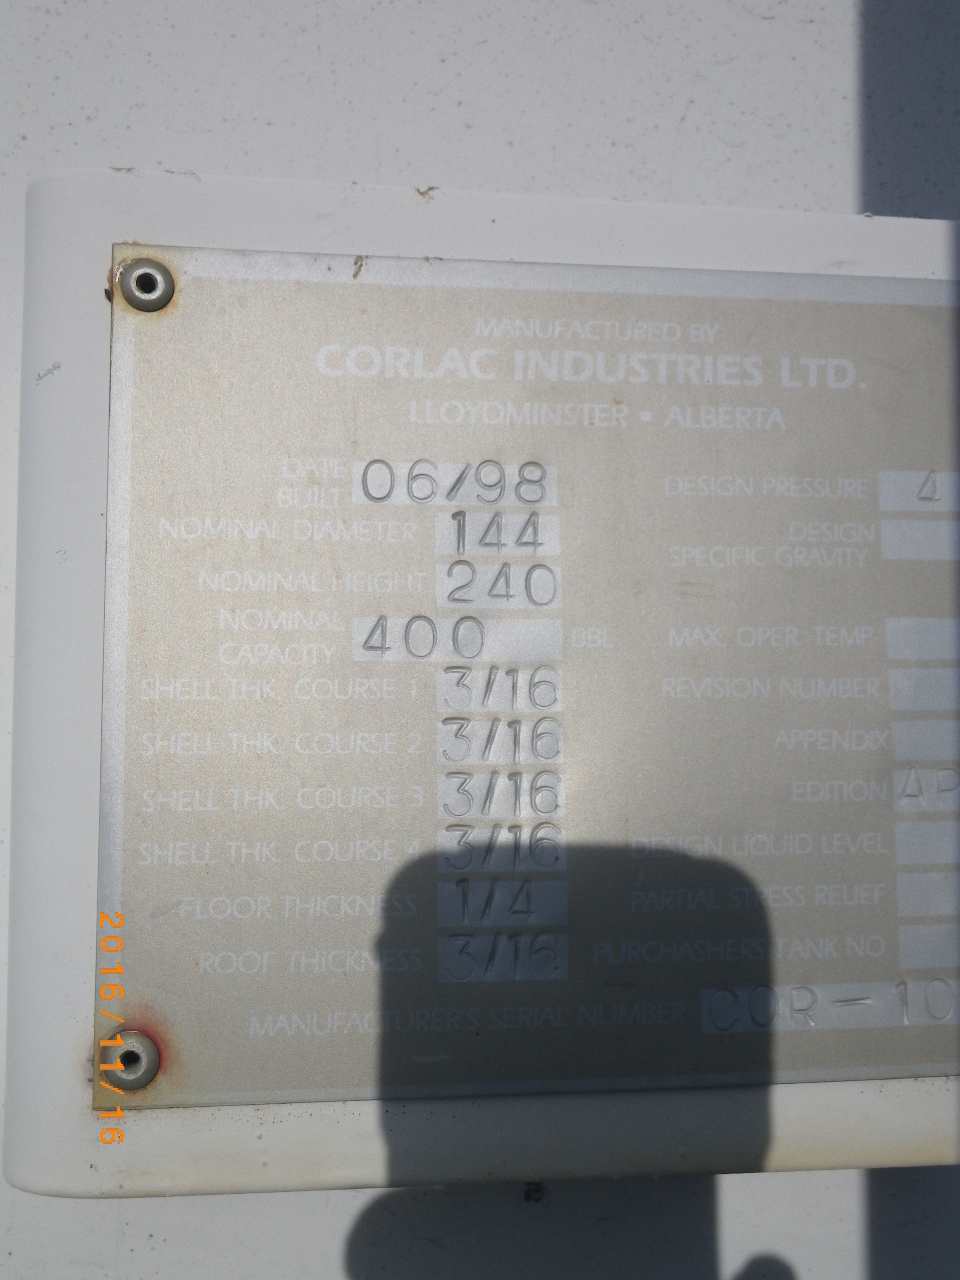 MANUFACTURED BY
CORLAC INDUSTRIES LTD.
LLOYDMINSTER ▪ ALBERTA
DATE BUILT 06/98
NOMINAL DIAMETER 144
NOMINAL HEIGHT 240
NOMINAL CAPACITY 400 BBL
SHELL THK COURSE 1 3/16
SHELL THK COURSE 2 3/16
SHELL THK COURSE 3 3/16
SHELL THK COURSE 4 3/16
FLOOR THICKNESS 1/4
ROOF THICKNESS 3/16
DESIGN PRESSURE 4
DESIGN SPECIFIC GRAVITY
MAX. OPER TEMP.
REVISION NUMBER
APPENDIX
EDITION AP
DESIGN LIQUID LEVEL
PARTIAL STRESS RELIEF
PURCHASHERS TANK NO.
MANUFACTURERS SERIAL NUMBER COR-10
2016/11/16